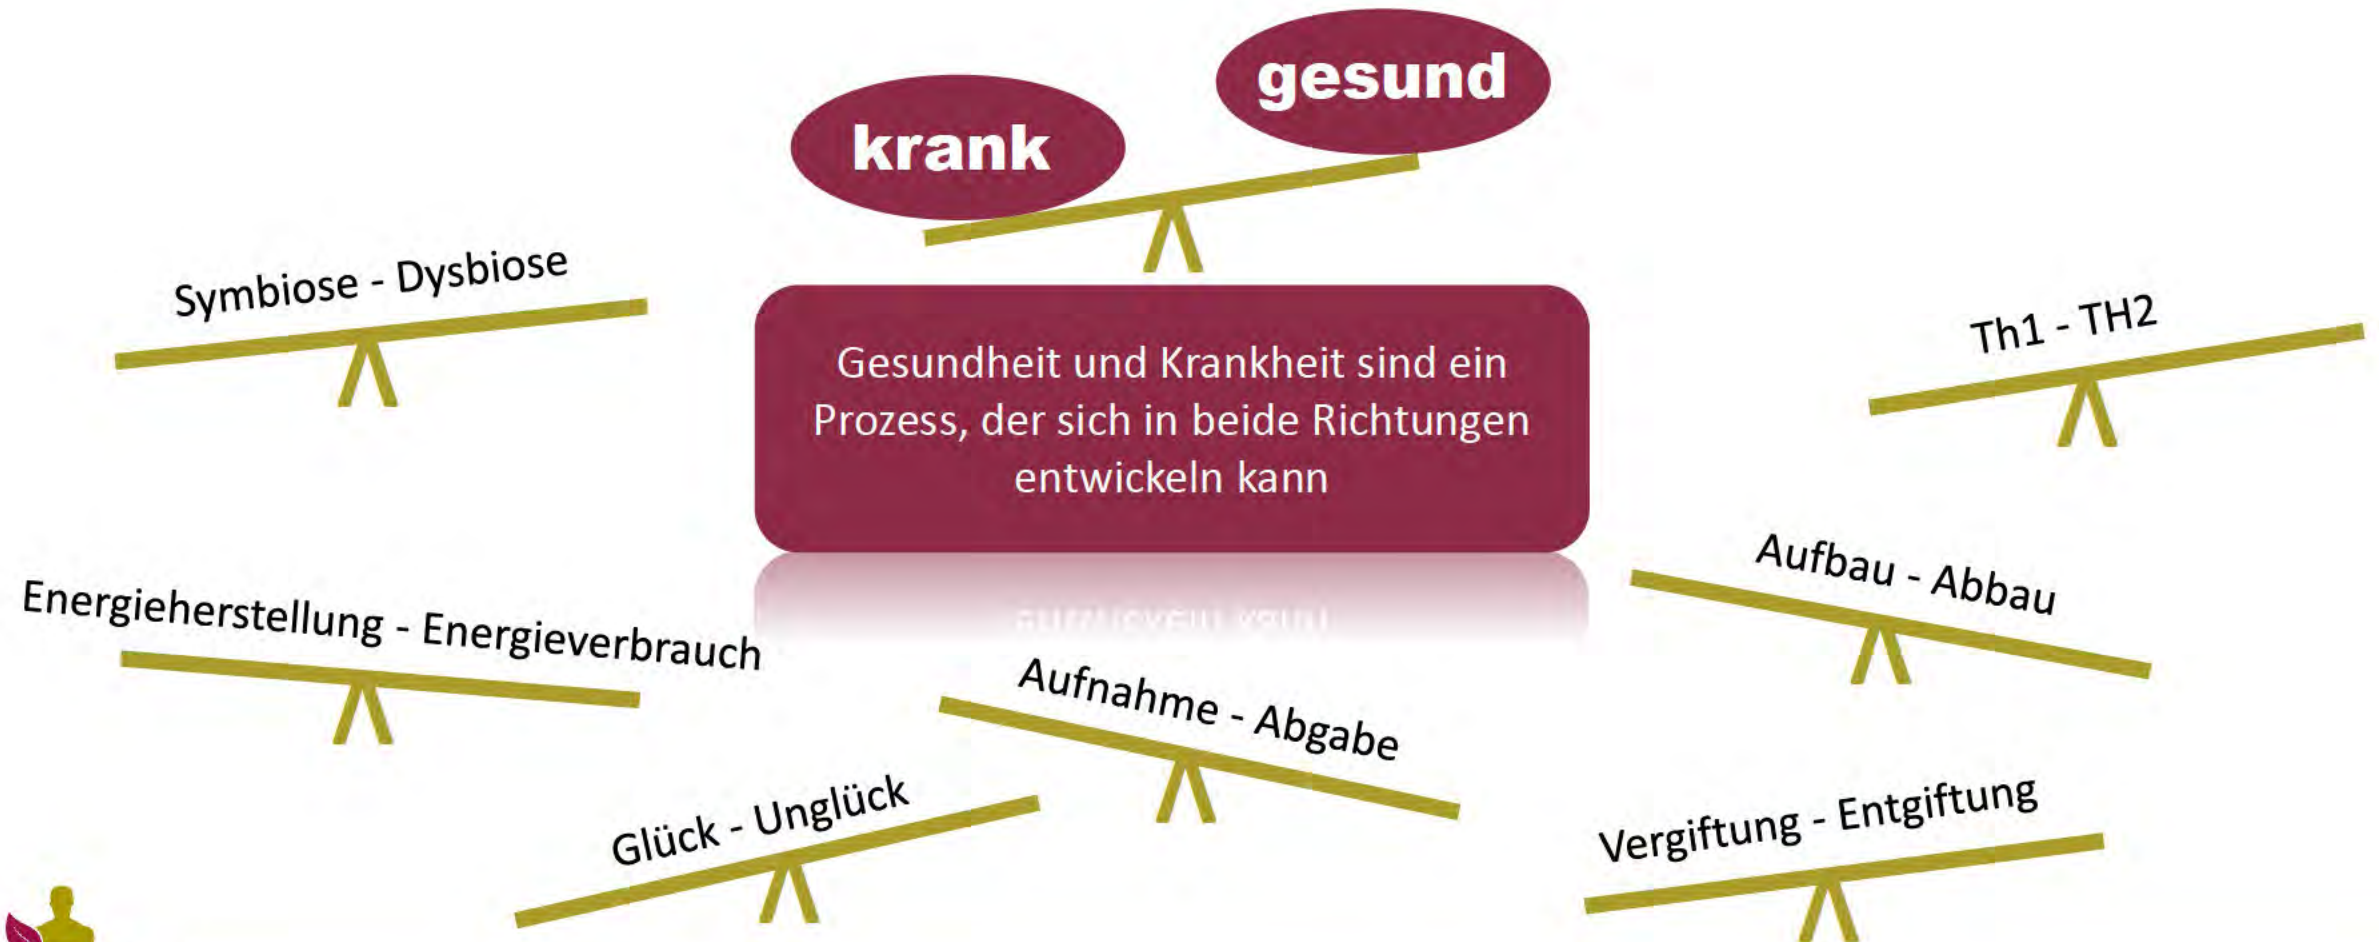 gesund
krank
Symbiose - Dysbiose
Th1 - TH2
Gesundheit und Krankheit sind ein
Prozess, der sich in beide Richtungen
entwickeln kann
Aufbau - Abbau
Energieherstellung - Energieverbrauch
Aufnahme - Abgabe
Glück - Unglück
Vergiftung - Entgiftung